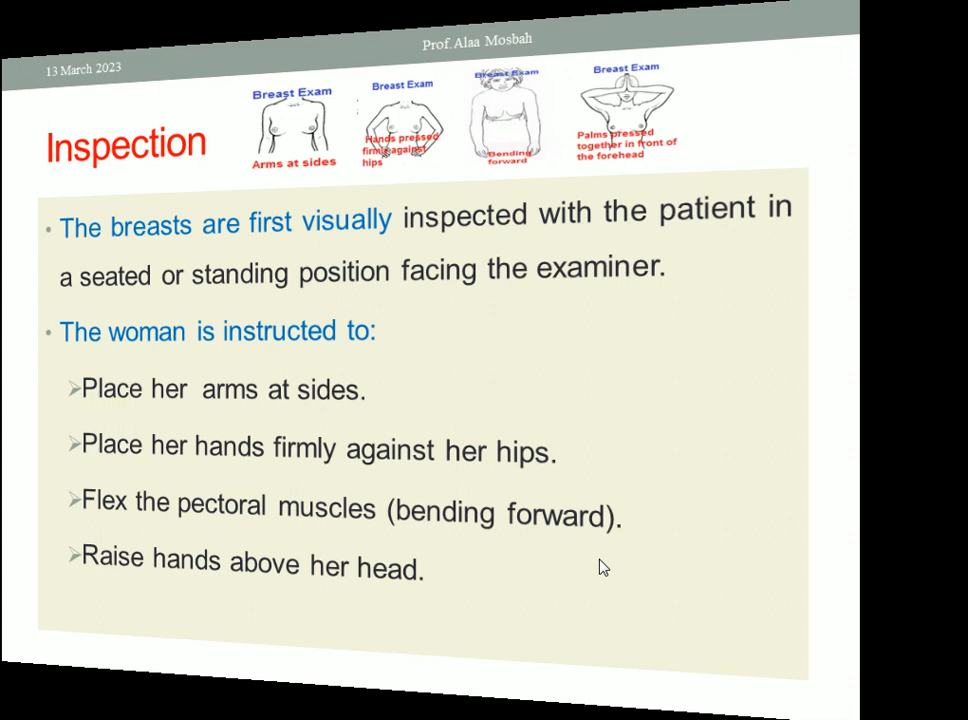 13 March 2023
Prof. Alaa Mosbah
Inspection
Breast Exam
Arms at sides
Breast Exam
Hands pressed
firmly against
hips
Breast Exam
Bending
forward
Breast Exam
Palms pressed
together in front of
the forehead
• The breasts are first visually inspected with the patient in
a seated or standing position facing the examiner.
• The woman is instructed to:
➢Place her arms at sides.
➢Place her hands firmly against her hips.
➢Flex the pectoral muscles (bending forward).
➢Raise hands above her head.